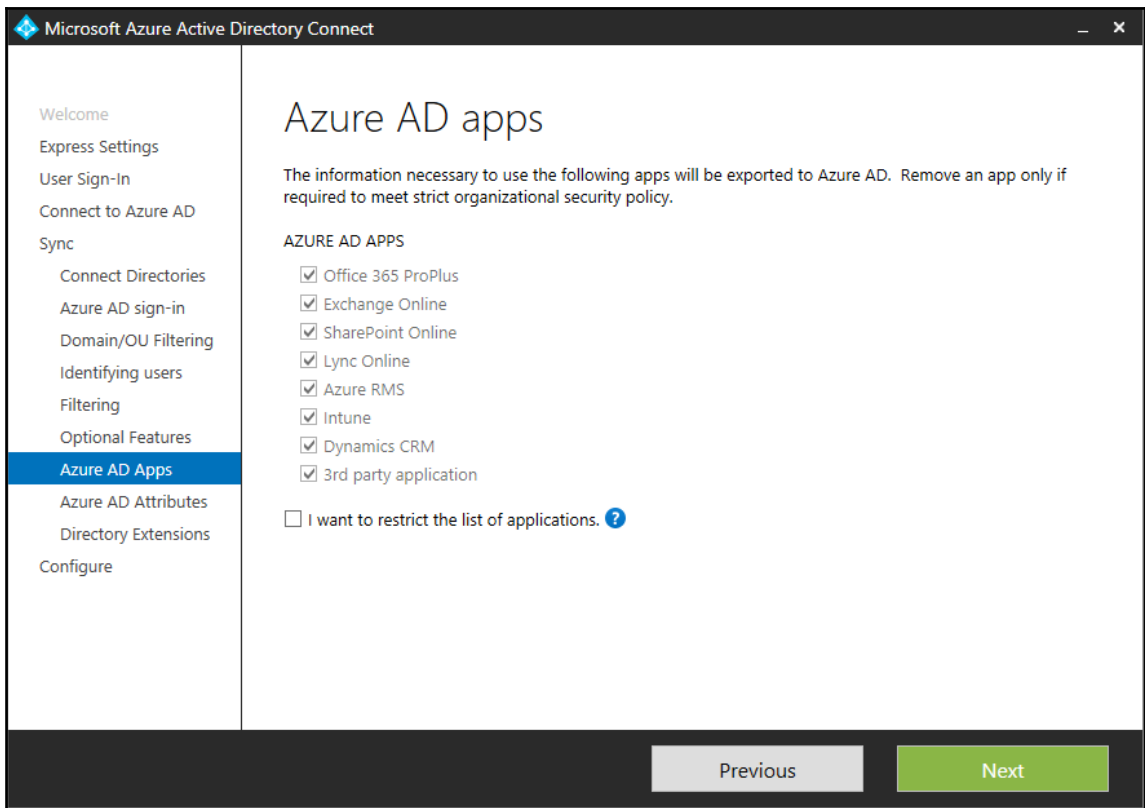 Microsoft Azure Active Directory Connect
Welcome
Express Settings
User Sign-In
Connect to Azure AD
Sync
Connect Directories
Azure AD sign-in
Domain/OU Filtering
Identifying users
Filtering
Optional Features
Azure AD Apps
Azure AD Attributes
Directory Extensions
Configure
Azure AD apps
The information necessary to use the following apps will be exported to Azure AD.  Remove an app only if
required to meet strict organizational security policy.
AZURE AD APPS
Office 365 ProPlus
Exchange Online
SharePoint Online
Lync Online
Azure RMS
Intune
Dynamics CRM
3rd party application
I want to restrict the list of applications. ?
Previous
Next